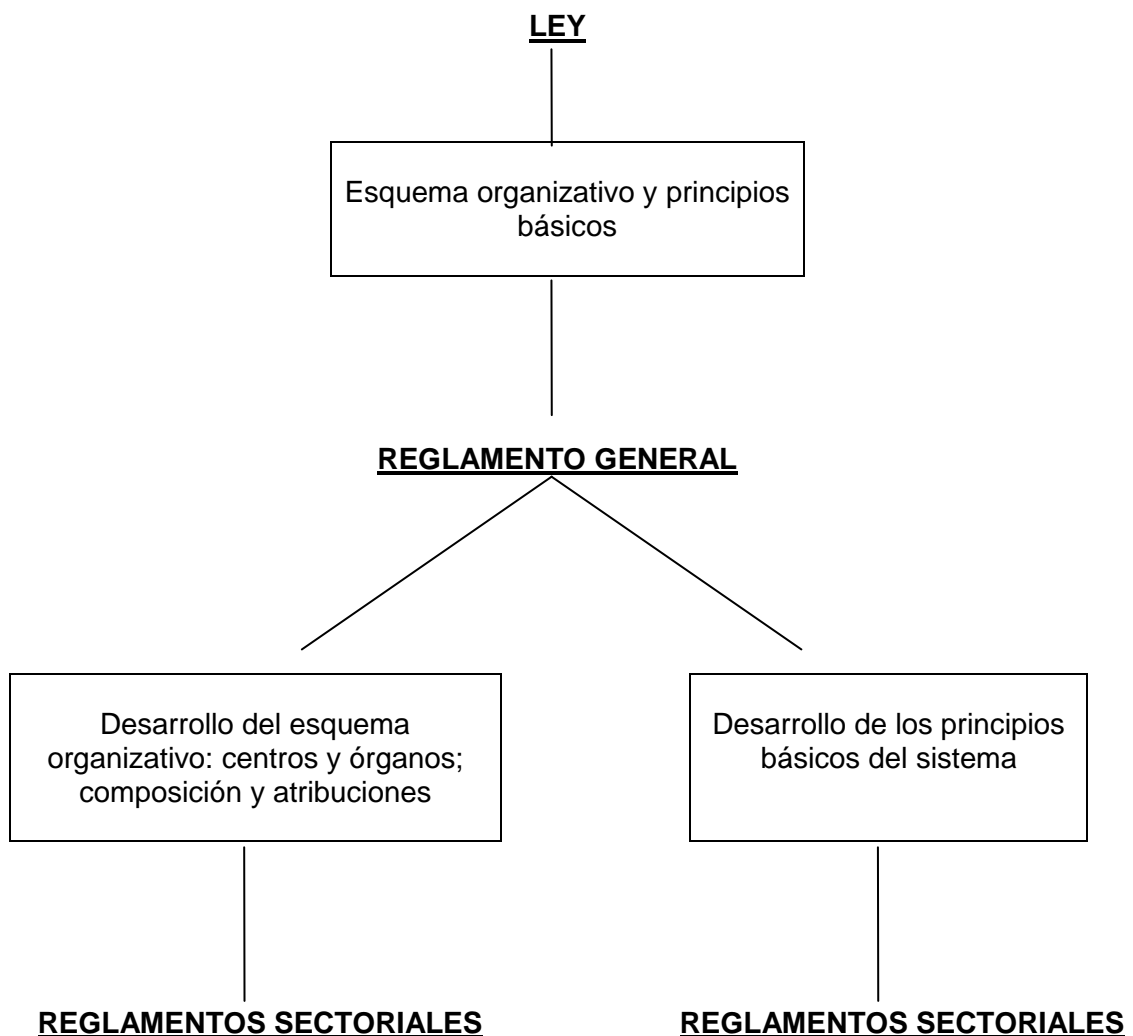 LEY
Esquema organizativo y principios
básicos
REGLAMENTO GENERAL
Desarrollo del esquema
organizativo: centros y órganos;
composición y atribuciones
Desarrollo de los principios
básicos del sistema
REGLAMENTOS SECTORIALES
REGLAMENTOS SECTORIALES